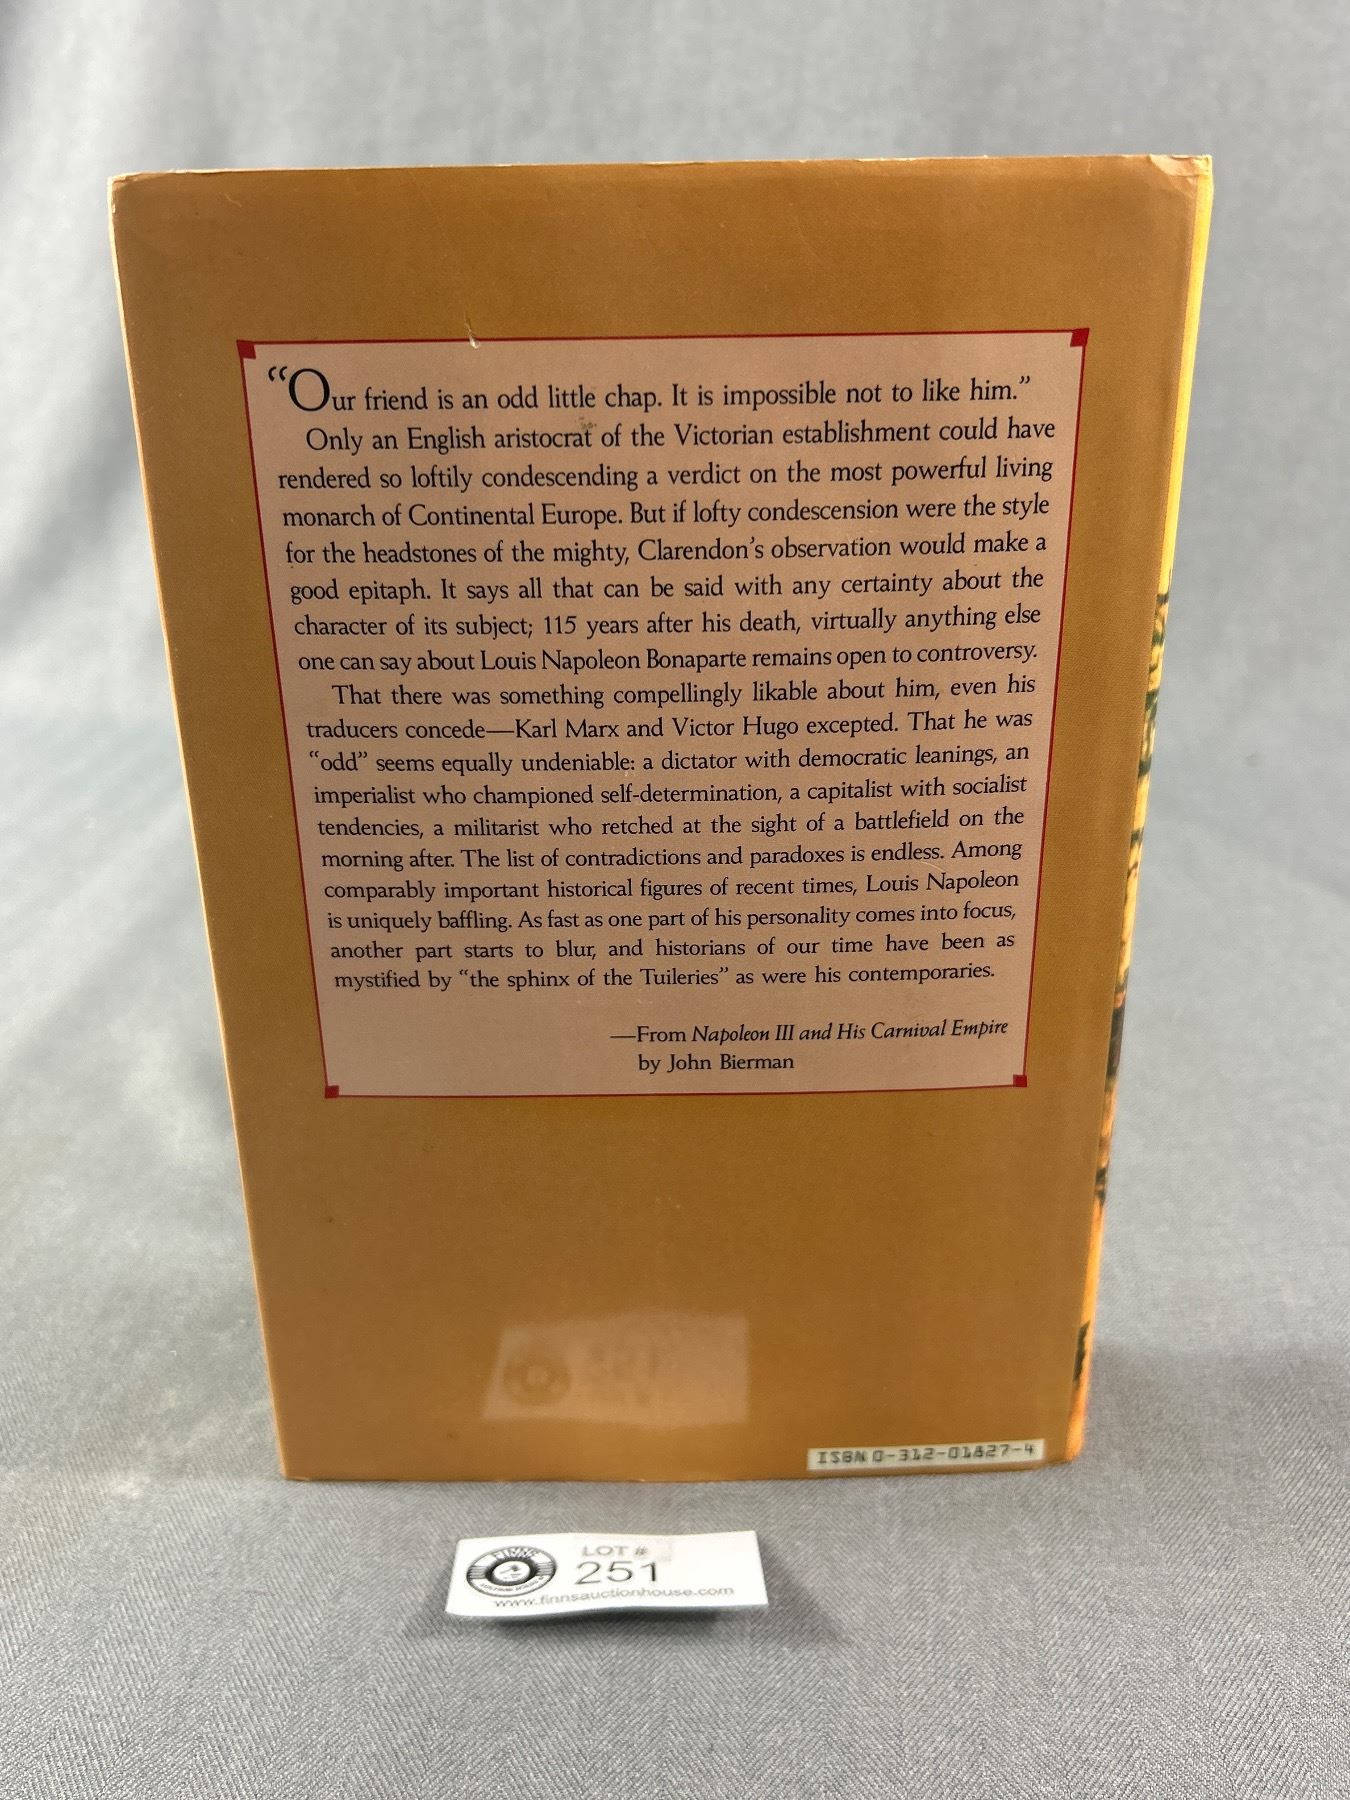 “Our friend is an odd little chap. It is impossible not to like him.”
Only an English aristocrat of the Victorian establishment could have
rendered so loftily condescending a verdict on the most powerful living
monarch of Continental Europe. But if lofty condescension were the style
for the headstones of the mighty, Clarendon’s observation would make a
good epitaph. It says all that can be said with any certainty about the
character of its subject; 115 years after his death, virtually anything else
one can say about Louis Napoleon Bonaparte remains open to controversy.
That there was something compellingly likable about him, even his
traducers concede—Karl Marx and Victor Hugo excepted. That he was
“odd” seems equally undeniable: a dictator with democratic leanings, an
imperialist who championed self-determination, a capitalist with socialist
tendencies, a militarist who retched at the sight of a battlefield on the
morning after. The list of contradictions and paradoxes is endless. Among
comparably important historical figures of recent times, Louis Napoleon
is uniquely baffling. As fast as one part of his personality comes into focus,
another part starts to blur, and historians of our time have been as
mystified by “the sphinx of the Tuileries” as were his contemporaries.
—From Napoleon III and His Carnival Empire
by John Bierman
ISBN 0-312-01827-4
LOT #
251
www.finnsauctionhouse.com